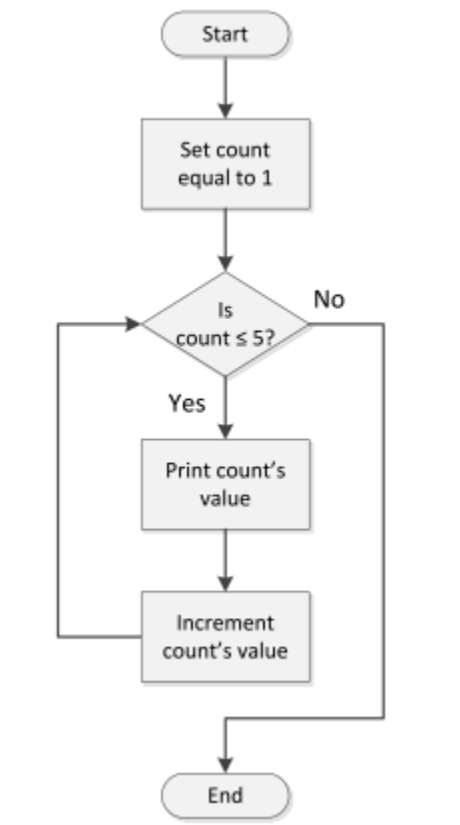 Start
Set count
equal to 1
Is
count ≤ 5?
No
Yes
Print count's
value
Increment
count's value
End